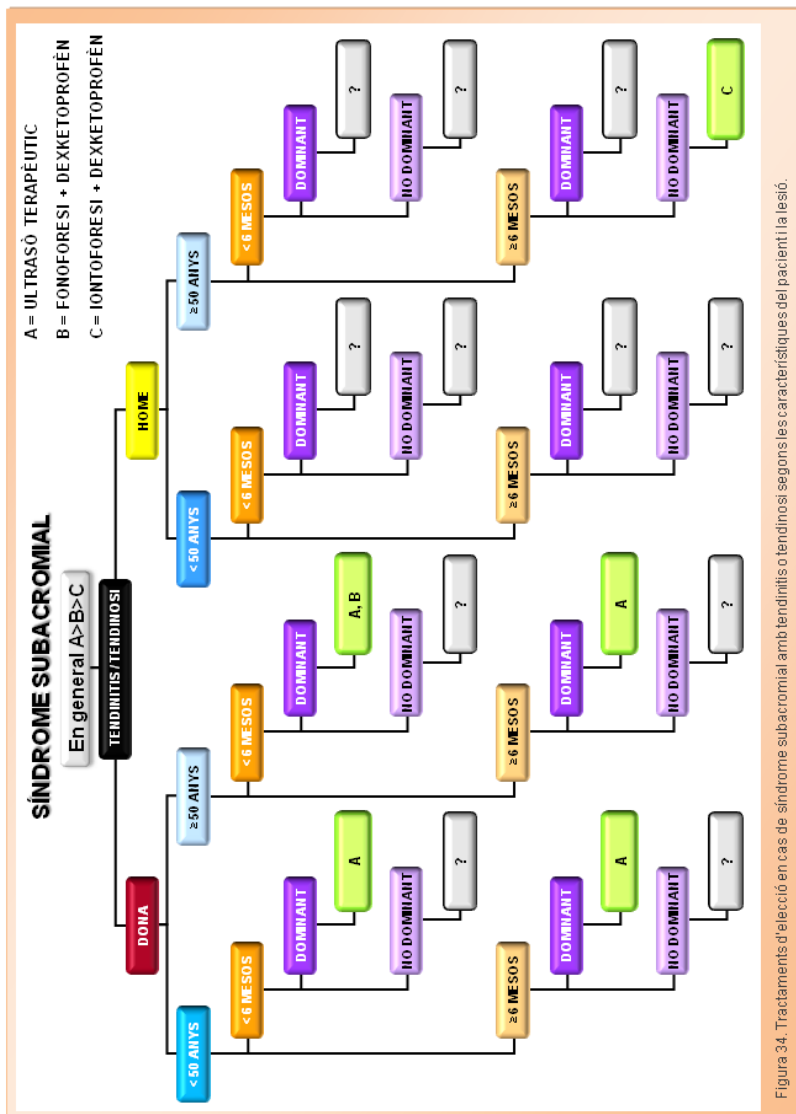 SÍNDROME SUBACROMIAL
En general A>B>C
TENDINITIS/TENDINOSI
A = ULTRASÒ TERAPÈUTIC
B = FONOFORESI + DEXKETOPROFÈN
C = IONTOFORESI + DEXKETOPROFÈN
DONA
HOME
< 50 ANYS
≥ 50 ANYS
< 50 ANYS
≥ 50 ANYS
< 6 MESOS
< 6 MESOS
< 6 MESOS
< 6 MESOS
DOMINANT
DOMINANT
DOMINANT
DOMINANT
A
A, B
?
?
NO DOMINANT
NO DOMINANT
NO DOMINANT
NO DOMINANT
?
?
?
?
≥ 6 MESOS
≥ 6 MESOS
≥ 6 MESOS
≥ 6 MESOS
DOMINANT
DOMINANT
DOMINANT
DOMINANT
A
A
?
?
NO DOMINANT
NO DOMINANT
NO DOMINANT
NO DOMINANT
?
?
?
C
Figura 34. Tractaments d'elecció en cas de síndrome subacromial amb tendinitis o tendinosi segons les característiques del pacient i la lesió.